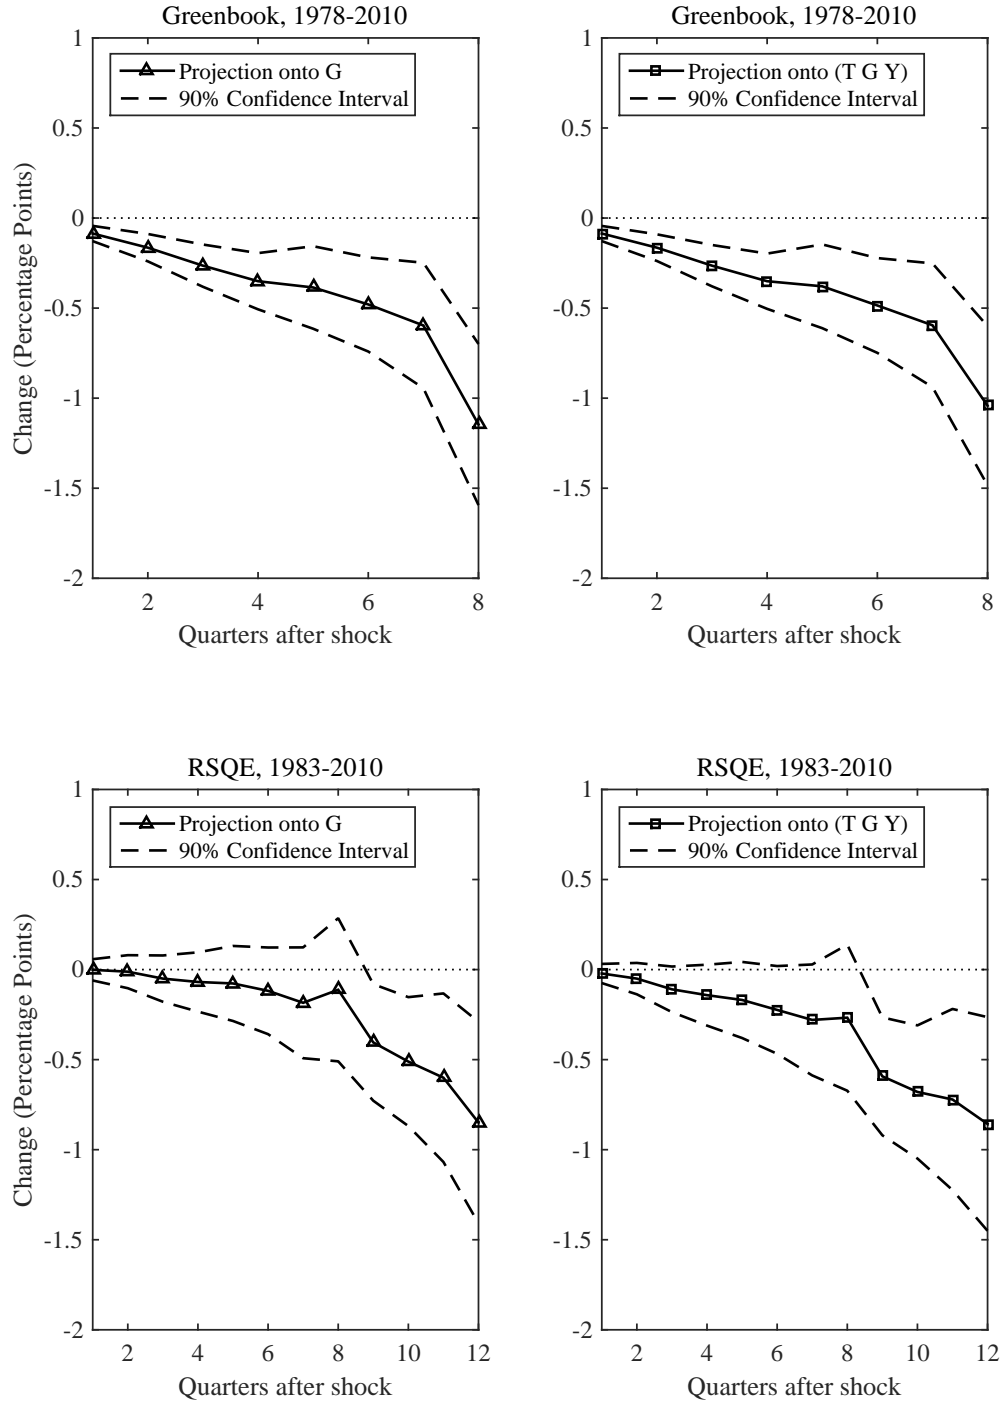 Greenbook, 1978-2010
1
0.5
0
-0.5
-1
-1.5
-2
Change (Percentage Points)
Projection onto G
90% Confidence Interval
2 4 6 8
Quarters after shock
Greenbook, 1978-2010
1
0.5
0
-0.5
-1
-1.5
-2
Projection onto (T G Y)
90% Confidence Interval
2 4 6 8
Quarters after shock
RSQE, 1983-2010
1
0.5
0
-0.5
-1
-1.5
-2
Change (Percentage Points)
Projection onto G
90% Confidence Interval
2 4 6 8 10 12
Quarters after shock
RSQE, 1983-2010
1
0.5
0
-0.5
-1
-1.5
-2
Projection onto (T G Y)
90% Confidence Interval
2 4 6 8 10 12
Quarters after shock